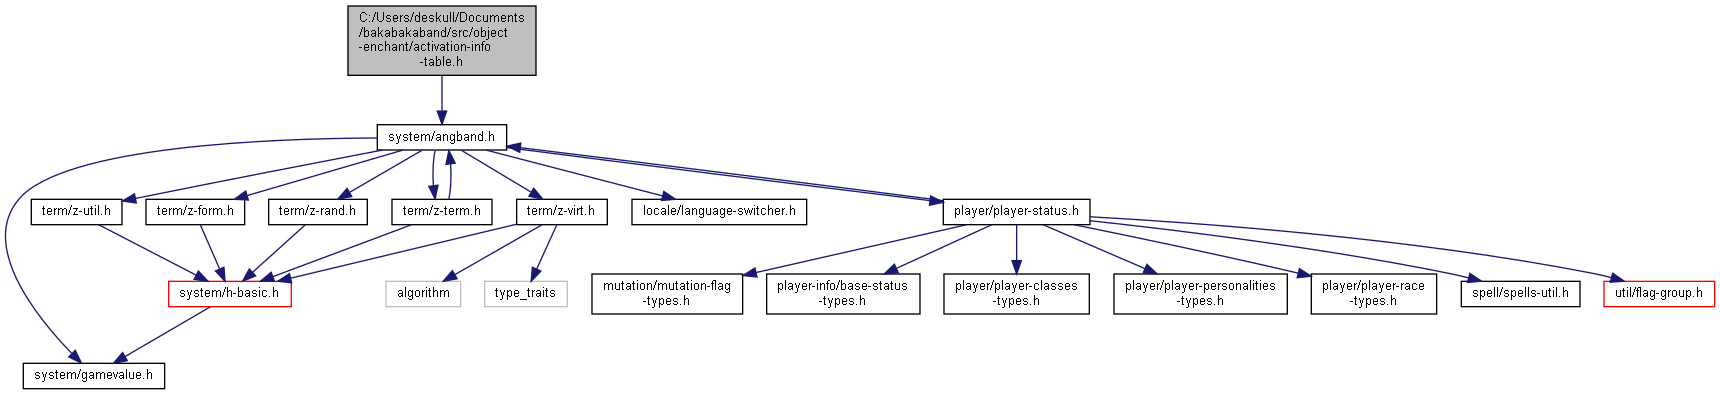 C:/Users/deskull/Documents
/bakabakaband/src/object
-enchant/activation-info
-table.h
system/angband.h
term/z-util.h
term/z-form.h
term/z-rand.h
term/z-term.h
term/z-virt.h
locale/language-switcher.h
player/player-status.h
system/h-basic.h
algorithm
type_traits
mutation/mutation-flag
-types.h
player-info/base-status
-types.h
player/player-classes
-types.h
player/player-personalities
-types.h
player/player-race
-types.h
spell/spells-util.h
util/flag-group.h
system/gamevalue.h